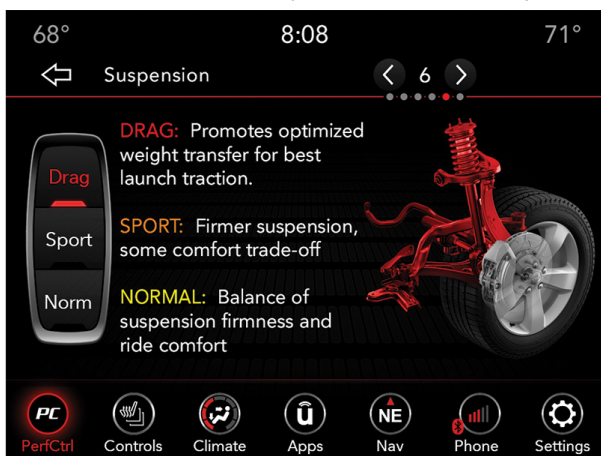 68°
8:08
71°
Suspension
6
DRAG: Promotes optimized
weight transfer for best
launch traction.
Drag
Sport
Norm
SPORT: Firmer suspension,
some comfort trade-off
NORMAL: Balance of
suspension firmness and
ride comfort
PC
û
NE
PerfCtrl
Controls
Climate
Apps
Nav
Phone
Settings